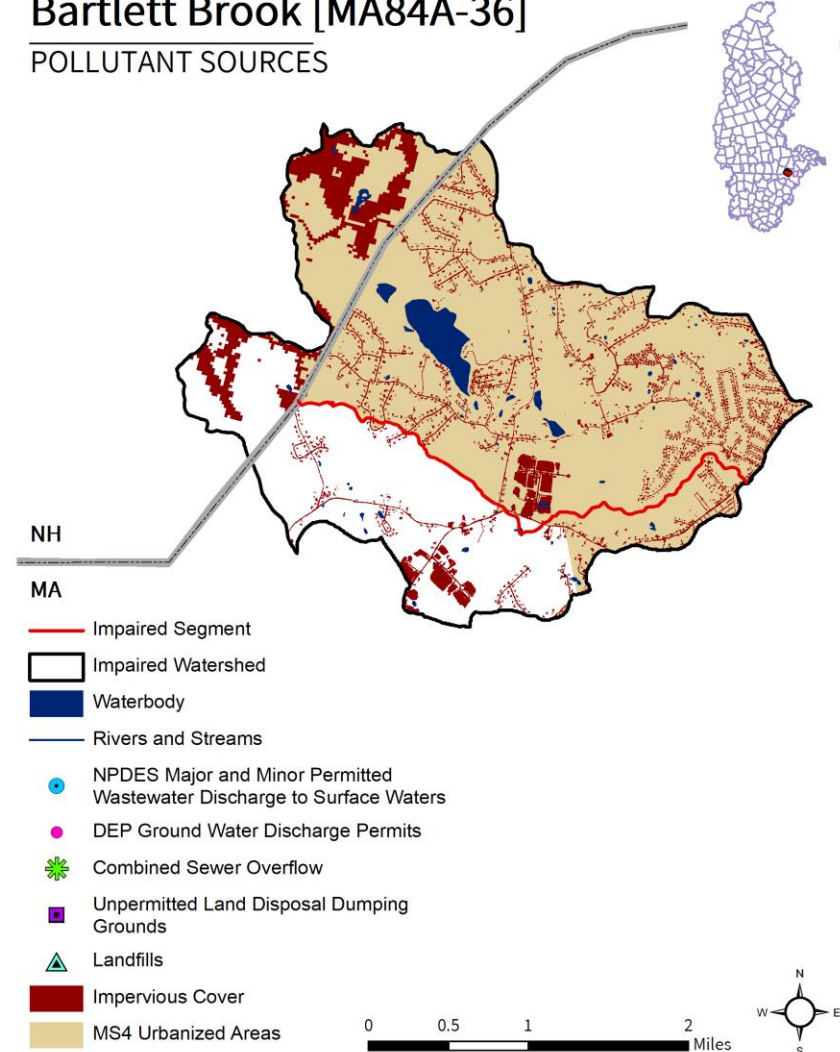 Bartlett Brook [MA84A-36]
POLLUTANT SOURCES
NH
MA
Impaired Segment
Impaired Watershed
Waterbody
Rivers and Streams
NPDES Major and Minor Permitted
Wastewater Discharge to Surface Waters
DEP Ground Water Discharge Permits
Combined Sewer Overflow
Unpermitted Land Disposal Dumping
Grounds
Landfills
Impervious Cover
MS4 Urbanized Areas
0 0.5 1 2
Miles
N
W E
S